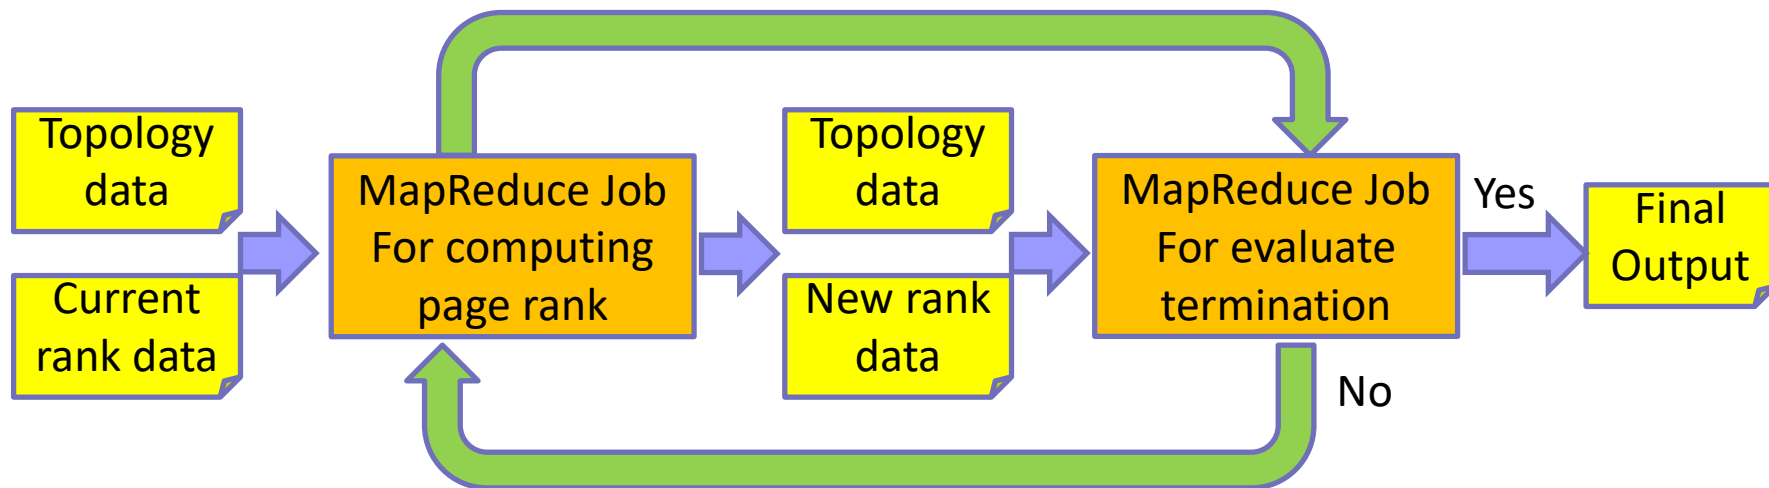 Topology
data
Current
rank data
MapReduce Job
For computing
page rank
Topology
data
New rank
data
MapReduce Job
For evaluate
termination
Yes
No
Final
Output